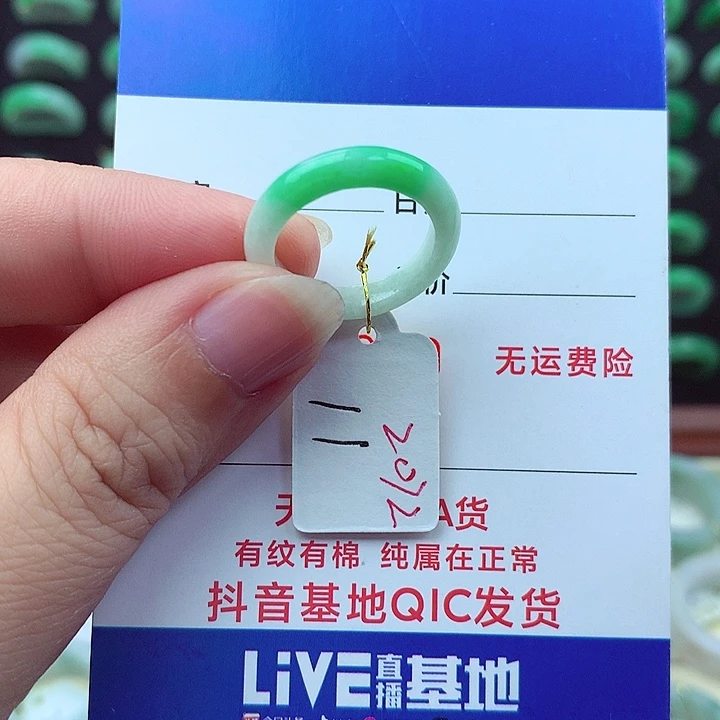 日
价
无运费险
二
2072
无 A货
有纹有棉 纯属在正常
抖音基地QIC发货
LiVE直播基地